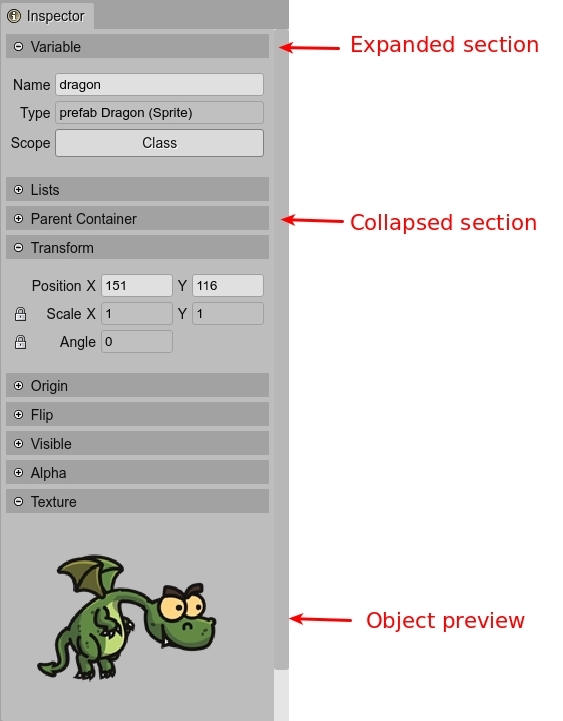 Inspector
Variable
Expanded section
Name dragon
Type prefab Dragon (Sprite)
Scope Class
Lists
Parent Container
Collapsed section
Transform
Position X 151 Y 116
Scale X 1 Y 1
Angle 0
Origin
Flip
Visible
Alpha
Texture
Object preview